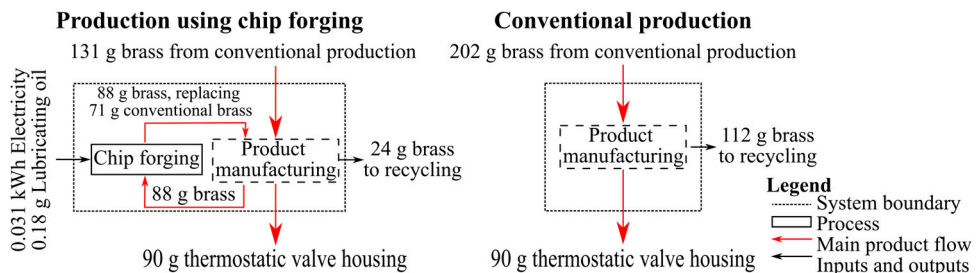 Production using chip forging
131 g brass from conventional production
0.031 kWh Electricity
0.18 g Lubricating oil
88 g brass, replacing
71 g conventional brass
Chip forging
Product
manufacturing
88 g brass
24 g brass
to recycling
90 g thermostatic valve housing
Conventional production
202 g brass from conventional production
Product
manufacturing
112 g brass
to recycling
90 g thermostatic valve housing
Legend
System boundary
Process
Main product flow
Inputs and outputs